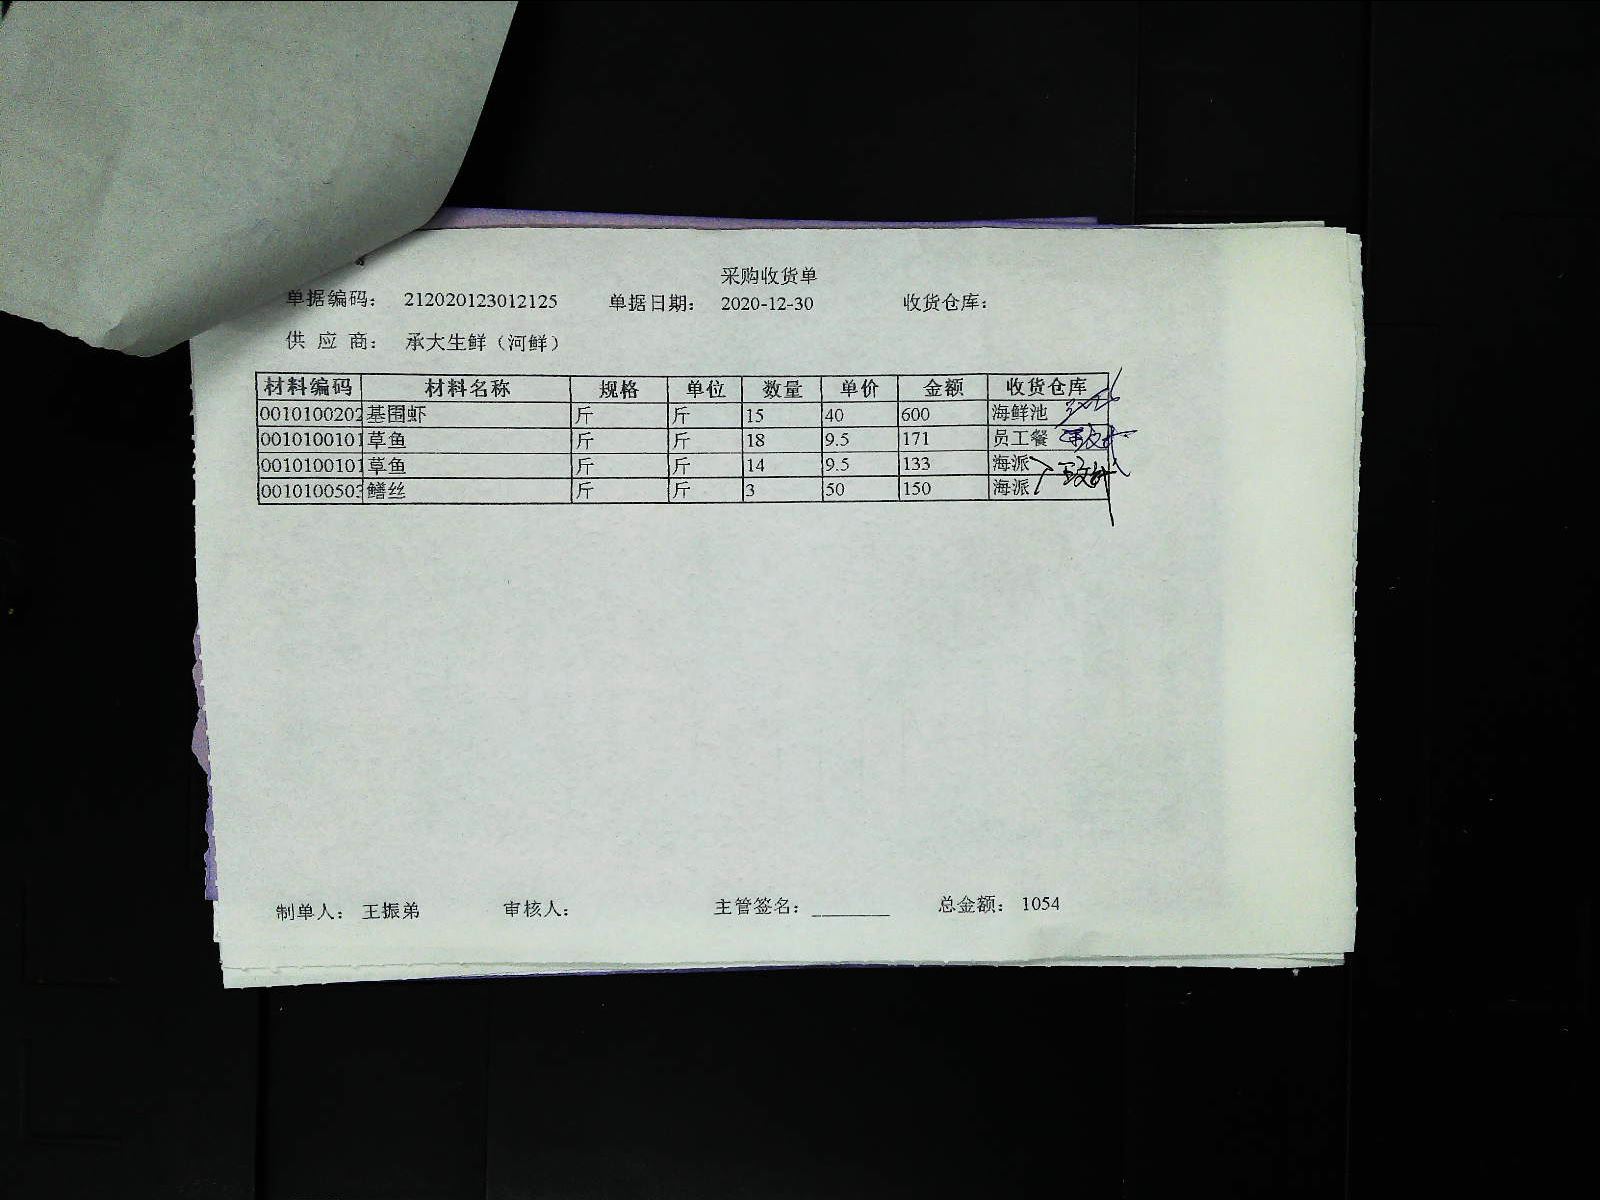 采购收货单
单据编码： 212020123012125 单据日期： 2020-12-30 收货仓库：
供 应 商： 承大生鲜（河鲜）
材料编码 材料名称 规格 单位 数量 单价 金额 收货仓库
0010100202 基围虾 斤 斤 15 40 600 海鲜池
0010100101 草鱼 斤 斤 18 9.5 171 员工餐
0010100101 草鱼 斤 斤 14 9.5 133 海派
0010100503 鳝丝 斤 斤 3 50 150 海派
制单人： 王振弟 审核人： 主管签名： ________ 总金额： 1054